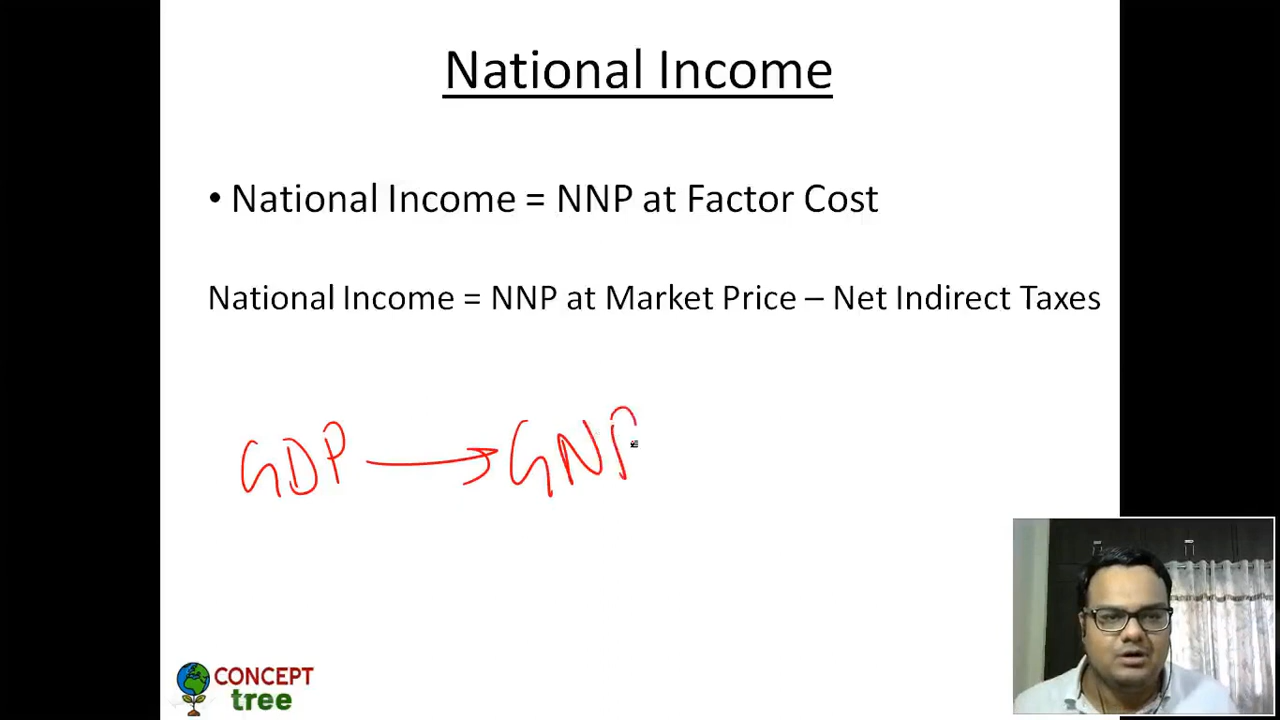 National Income
• National Income = NNP at Factor Cost
National Income = NNP at Market Price – Net Indirect Taxes
GDP → GNP
CONCEPT
tree